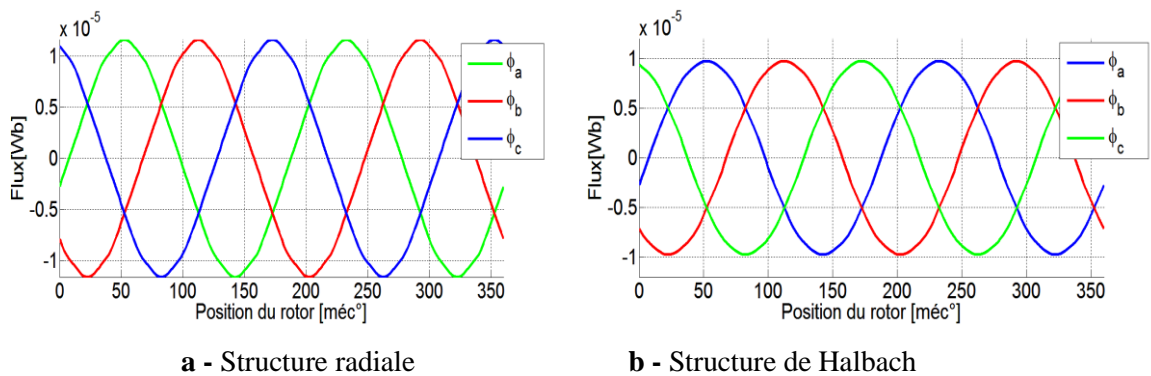 x 10-5
1
0.5
0
-0.5
-1
Flux[Wb]
0 50 100 150 200 250 300 350
Position du rotor [méc°]
ϕa
ϕb
ϕc
a - Structure radiale
x 10-5
1
0.5
0
-0.5
-1
Flux[Wb]
0 50 100 150 200 250 300 350
Position du rotor [méc°]
ϕa
ϕb
ϕc
b - Structure de Halbach